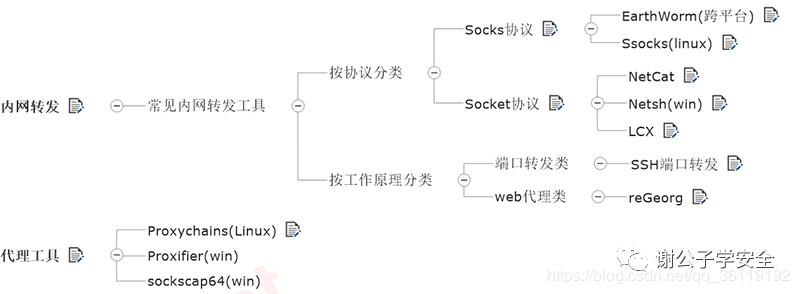 内网转发
常见内网转发工具
按协议分类
Socks协议
EarthWorm(跨平台)
Ssocks(linux)
Socket协议
NetCat
Netsh(win)
LCX
按工作原理分类
端口转发类
SSH端口转发
web代理类
reGeorg
代理工具
Proxychains(Linux)
Proxifier(win)
sockscap64(win)
谢公子学安全
https://blog.csdn.net/qq_36119192